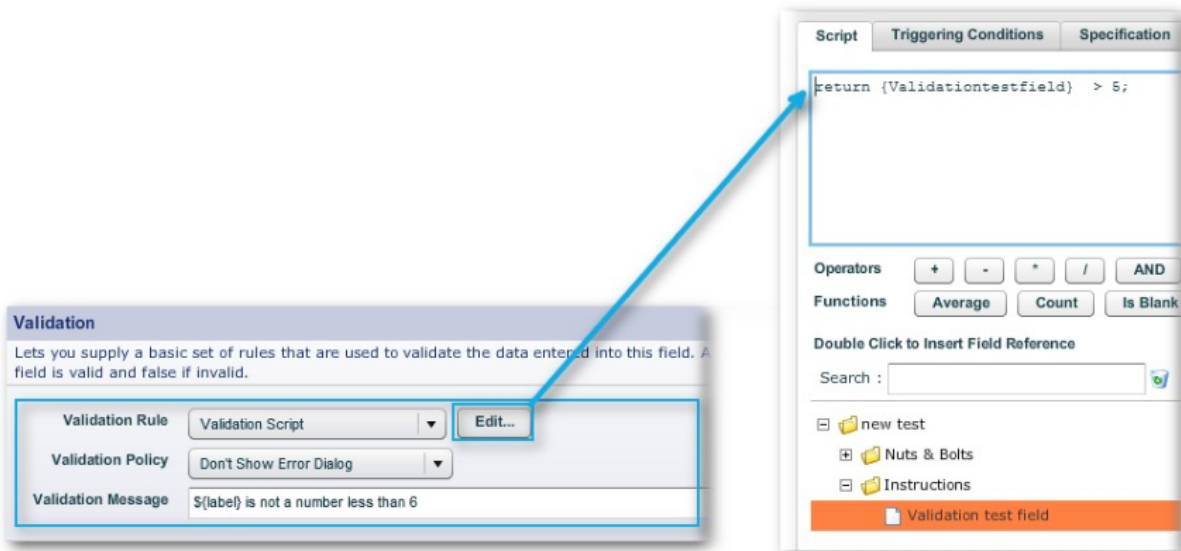 Script Triggering Conditions Specification
return {Validationtestfield} > 5;
Operators + - * / AND
Functions Average Count Is Blank
Double Click to Insert Field Reference
Search :
new test
Nuts & Bolts
Instructions
Validation test field
Validation
Lets you supply a basic set of rules that are used to validate the data entered into this field. A
field is valid and false if invalid.
Validation Rule Validation Script Edit...
Validation Policy Don't Show Error Dialog
Validation Message ${label} is not a number less than 6